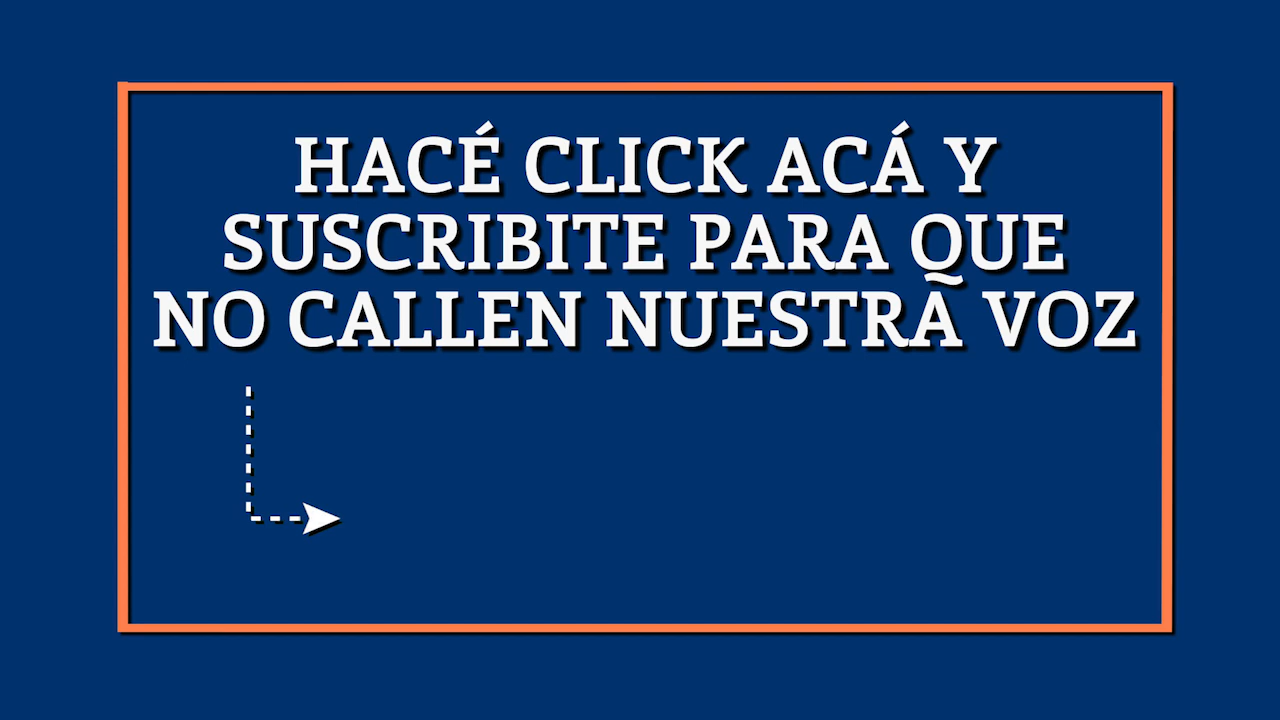 HACÉ CLICK ACÁ Y
SUSCRIBITE PARA QUE
NO CALLEN NUESTRA VOZ